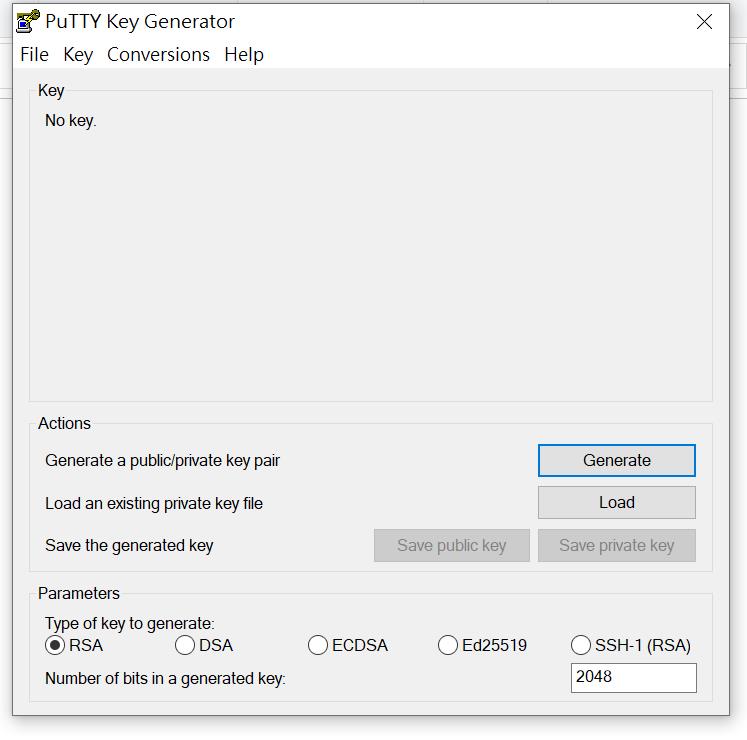 PuTTY Key Generator
File Key Conversions Help
Key
No key.
Actions
Generate a public/private key pair
Generate
Load an existing private key file
Load
Save the generated key
Save public key
Save private key
Parameters
Type of key to generate:
RSA DSA ECDSA Ed25519 SSH-1 (RSA)
Number of bits in a generated key:
2048